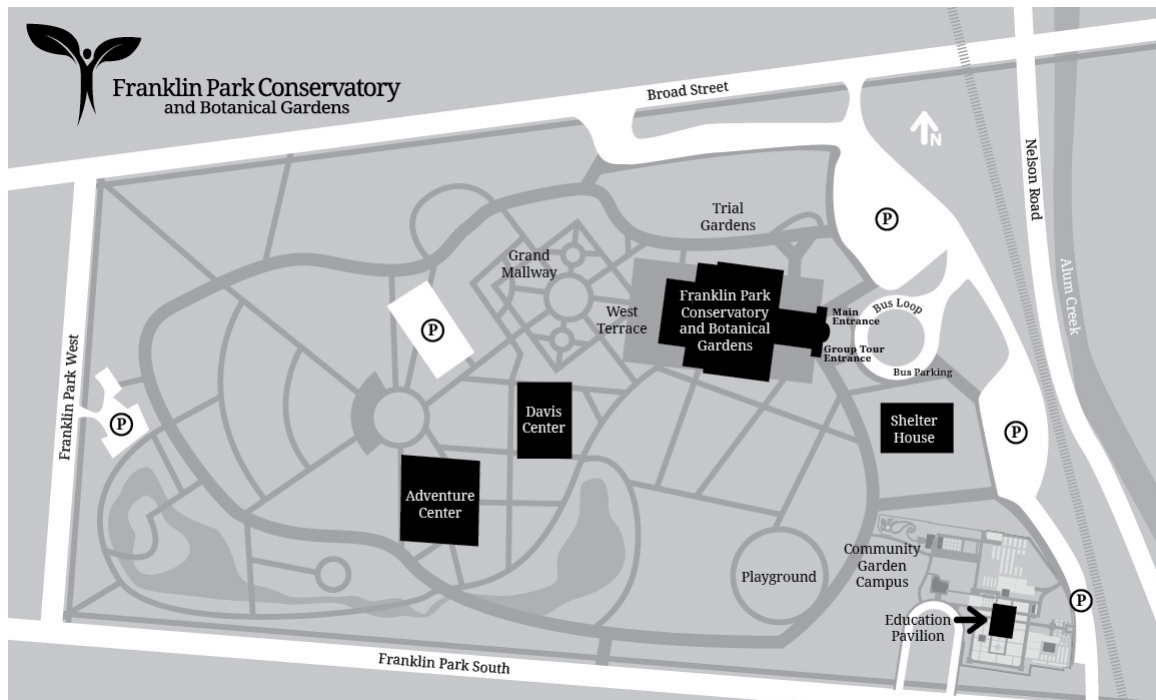 Franklin Park Conservatory
and Botanical Gardens
Broad Street
N
Nelson Road
Alum Creek
P
Trial
Gardens
Grand
Mallway
West
Terrace
Franklin Park
Conservatory
and Botanical
Gardens
Main
Entrance
Group Tour
Entrance
Bus Loop
Bus Parking
P
Franklin Park West
P
Davis
Center
Shelter
House
P
Adventure
Center
Community
Garden
Campus
Playground
Education
Pavilion
P
Franklin Park South